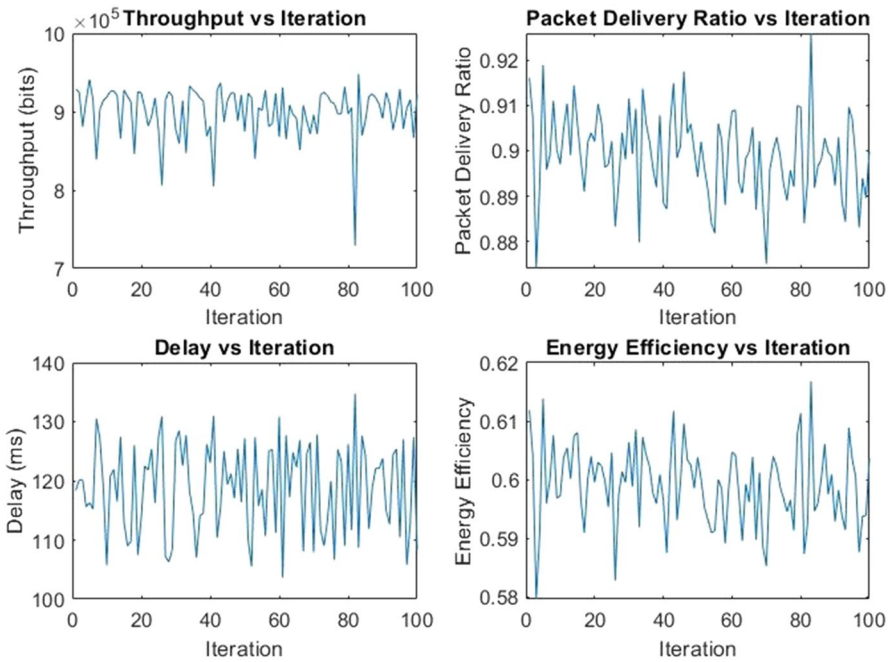 ×10⁵ Throughput vs Iteration
10
9
8
7
Throughput (bits)
0 20 40 60 80 100
Iteration
Packet Delivery Ratio vs Iteration
0.92
0.91
0.9
0.89
0.88
Packet Delivery Ratio
0 20 40 60 80 100
Iteration
Delay vs Iteration
140
130
120
110
100
Delay (ms)
0 20 40 60 80 100
Iteration
Energy Efficiency vs Iteration
0.62
0.61
0.6
0.59
0.58
Energy Efficiency
0 20 40 60 80 100
Iteration